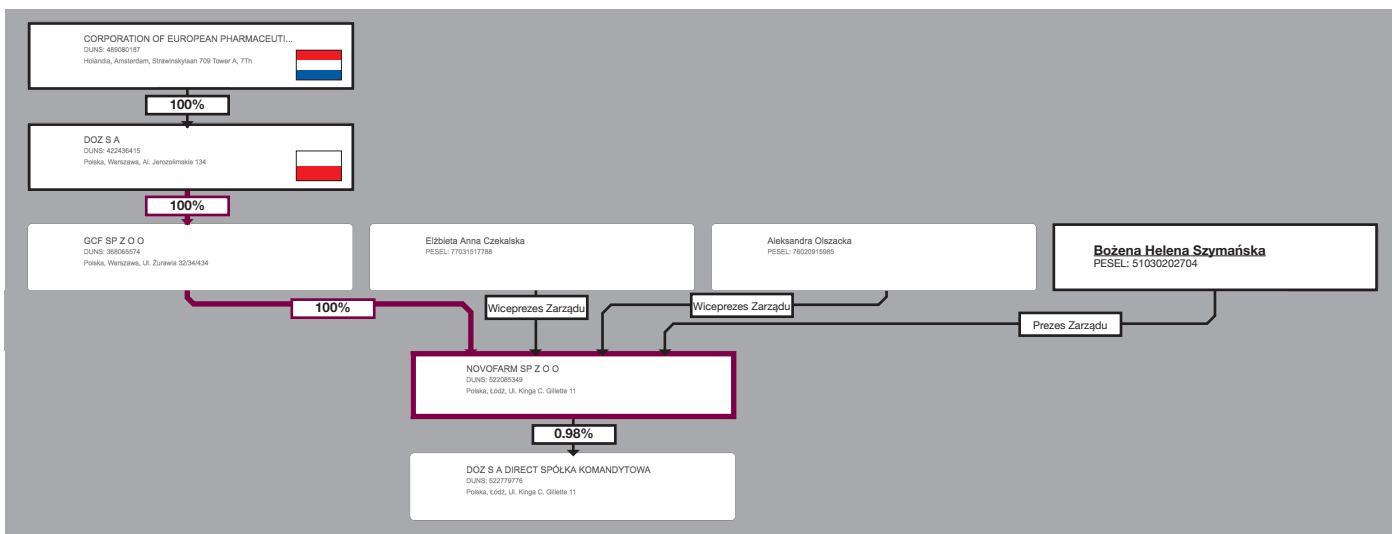 CORPORATION OF EUROPEAN PHARMACEUTI...
DUNS: 489080187
Holandia, Amsterdam, Strawinskylaan 709 Tower A, 7Th
100%
DOZ S A
DUNS: 422436415
Polska, Warszawa, Al. Jerozolimskie 134
100%
GCF SP Z O O
DUNS: 368065574
Polska, Warszawa, Ul. Żurawia 32/34/434
Elżbieta Anna Czekalska
PESEL: 77031517788
Aleksandra Olszacka
PESEL: 76020915985
Bożena Helena Szymańska
PESEL: 51030202704
100%
Wiceprezes Zarządu
Wiceprezes Zarządu
Prezes Zarządu
NOVOFARM SP Z O O
DUNS: 522085349
Polska, Łódź, Ul. Kinga C. Gillette 11
0.98%
DOZ S A DIRECT SPÓŁKA KOMANDYTOWA
DUNS: 522779776
Polska, Łódź, Ul. Kinga C. Gillette 11